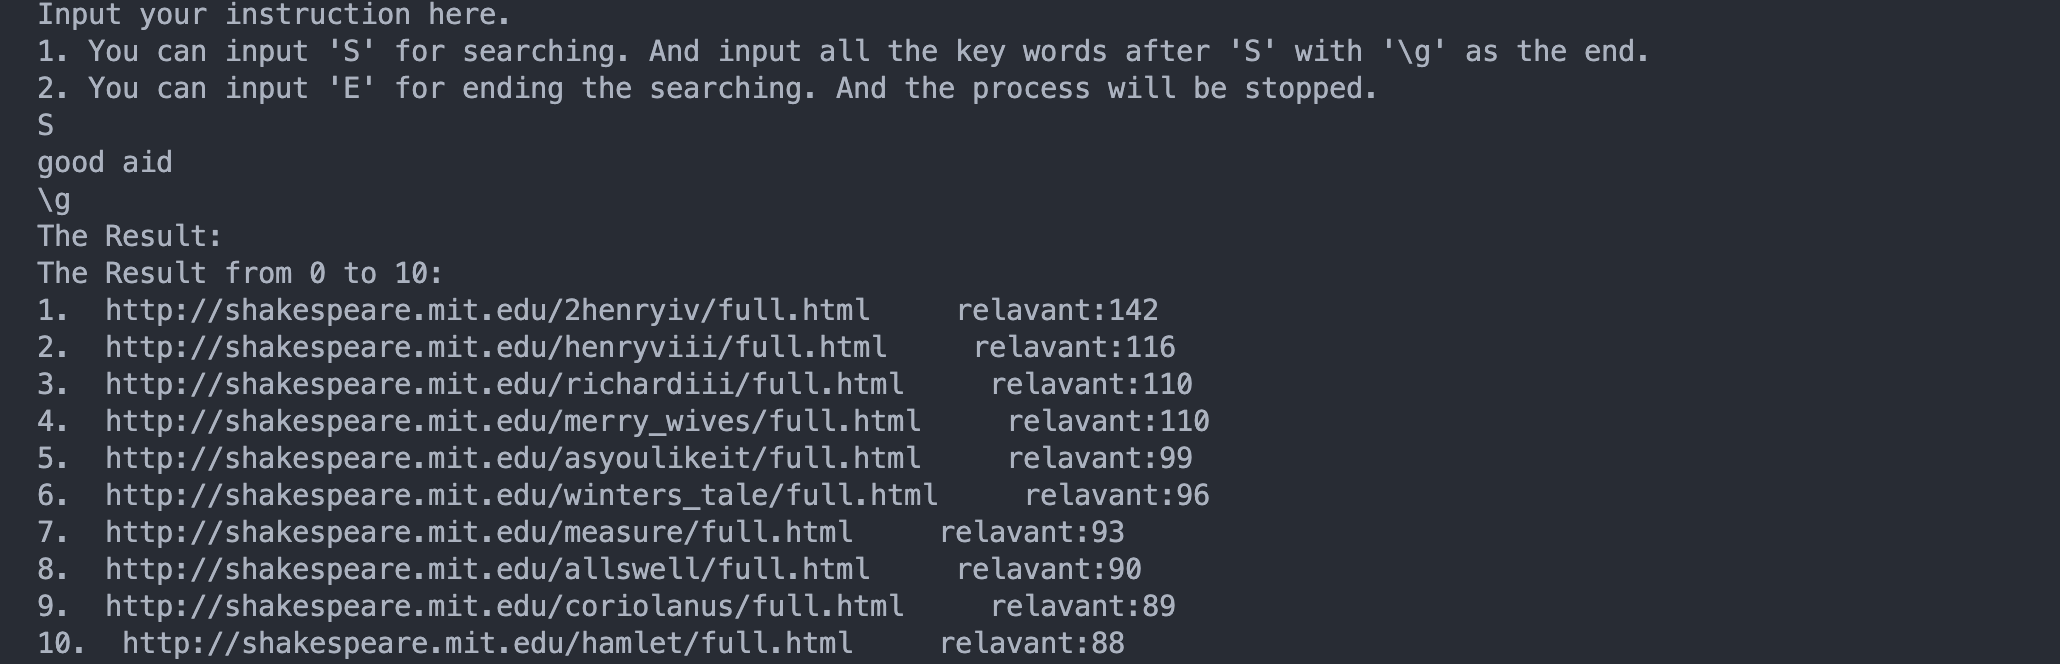 Input your instruction here.
1. You can input 'S' for searching. And input all the key words after 'S' with '\g' as the end.
2. You can input 'E' for ending the searching. And the process will be stopped.
S
good aid
\g
The Result:
The Result from 0 to 10:
1.  http://shakespeare.mit.edu/2henryiv/full.html     relavant:142
2.  http://shakespeare.mit.edu/henryviii/full.html     relavant:116
3.  http://shakespeare.mit.edu/richardiii/full.html     relavant:110
4.  http://shakespeare.mit.edu/merry_wives/full.html     relavant:110
5.  http://shakespeare.mit.edu/asyoulikeit/full.html     relavant:99
6.  http://shakespeare.mit.edu/winters_tale/full.html     relavant:96
7.  http://shakespeare.mit.edu/measure/full.html     relavant:93
8.  http://shakespeare.mit.edu/allswell/full.html     relavant:90
9.  http://shakespeare.mit.edu/coriolanus/full.html     relavant:89
10.  http://shakespeare.mit.edu/hamlet/full.html     relavant:88